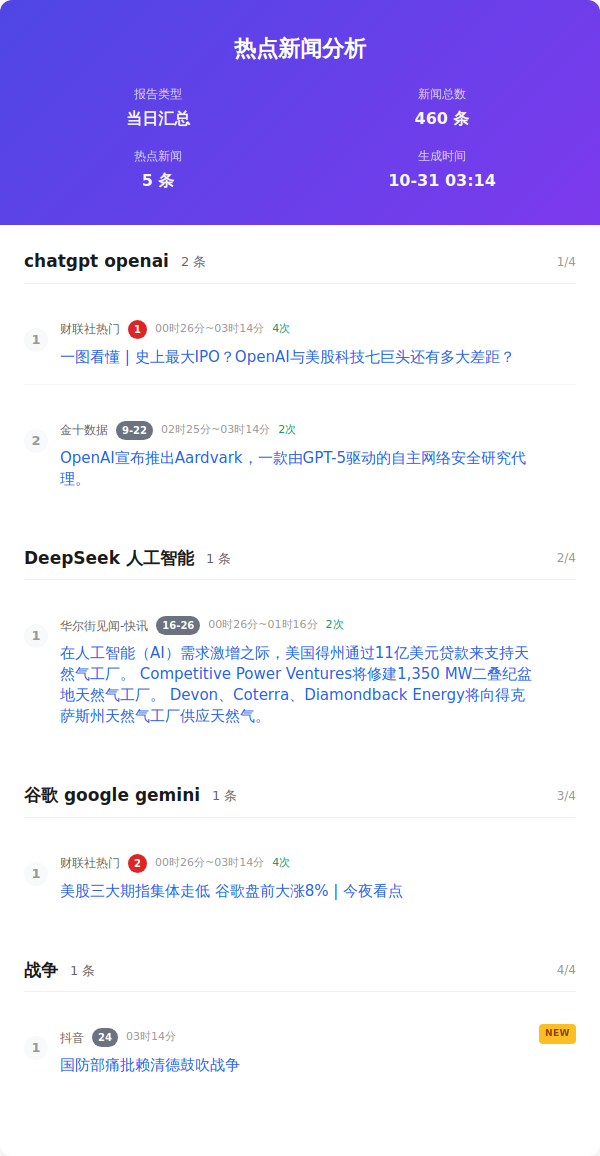 热点新闻分析
报告类型
当日汇总
新闻总数
460 条
热点新闻
5 条
生成时间
10-31 03:14
chatgpt openai 2 条 1/4
1
财联社热门 1 00时26分~03时14分 4次
一图看懂 | 史上最大IPO？OpenAI与美股科技七巨头还有多大差距？
2
金十数据 9-22 02时25分~03时14分 2次
OpenAI宣布推出Aardvark，一款由GPT-5驱动的自主网络安全研究代
理。
DeepSeek 人工智能 1 条 2/4
1
华尔街见闻-快讯 16-26 00时26分~01时16分 2次
在人工智能（AI）需求激增之际，美国得州通过11亿美元贷款来支持天
然气工厂。 Competitive Power Ventures将修建1,350 MW二叠纪盆
地天然气工厂。 Devon、Coterra、Diamondback Energy将向得克
萨斯州天然气工厂供应天然气。
谷歌 google gemini 1 条 3/4
1
财联社热门 2 00时26分~03时14分 4次
美股三大期指集体走低 谷歌盘前大涨8% | 今夜看点
战争 1 条 4/4
1
抖音 24 03时14分 NEW
国防部痛批赖清德鼓吹战争